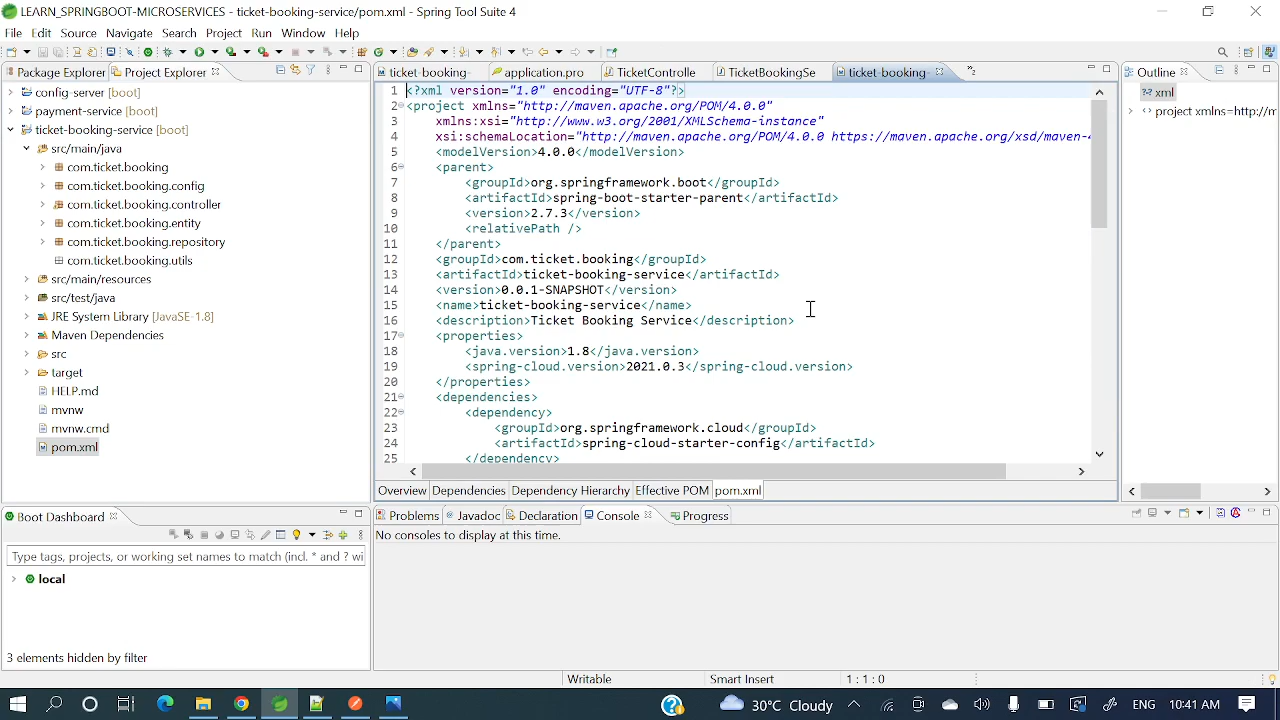 LEARN_SPRINGBOOT-MICROSERVICES - ticket-booking-service/pom.xml - Spring Tool Suite 4
File Edit Source Navigate Search Project Run Window Help
Package Explorer Project Explorer
config-server [boot]
payment-service [boot]
ticket-booking-service [boot]
src/main/java
com.ticket.booking
com.ticket.booking.config
com.ticket.booking.controller
com.ticket.booking.entity
com.ticket.booking.repository
com.ticket.booking.utils
src/main/resources
src/test/java
JRE System Library [JavaSE-1.8]
Maven Dependencies
src
target
HELP.md
mvnw
mvnw.cmd
pom.xml
ticket-booking- application.pro TicketControlle TicketBookingSe ticket-booking- »2
1 <?xml version="1.0" encoding="UTF-8"?>
2 <project xmlns="http://maven.apache.org/POM/4.0.0"
3 xmlns:xsi="http://www.w3.org/2001/XMLSchema-instance"
4 xsi:schemaLocation="http://maven.apache.org/POM/4.0.0 https://maven.apache.org/xsd/maven-4
5 <modelVersion>4.0.0</modelVersion>
6 <parent>
7 <groupId>org.springframework.boot</groupId>
8 <artifactId>spring-boot-starter-parent</artifactId>
9 <version>2.7.3</version>
10 <relativePath />
11 </parent>
12 <groupId>com.ticket.booking</groupId>
13 <artifactId>ticket-booking-service</artifactId>
14 <version>0.0.1-SNAPSHOT</version>
15 <name>ticket-booking-service</name>
16 <description>Ticket Booking Service</description>
17 <properties>
18 <java.version>1.8</java.version>
19 <spring-cloud.version>2021.0.3</spring-cloud.version>
20 </properties>
21 <dependencies>
22 <dependency>
23 <groupId>org.springframework.cloud</groupId>
24 <artifactId>spring-cloud-starter-config</artifactId>
25 </dependency>
Overview Dependencies Dependency Hierarchy Effective POM pom.xml
Outline
?-? xml
<> project xmlns=http://m
Boot Dashboard
Type tags, projects, or working set names to match (incl. * and ? wi
local
3 elements hidden by filter
Problems Javadoc Declaration Console Progress
No consoles to display at this time.
Writable Smart Insert 1 : 1 : 0
30°C Cloudy ENG 10:41 AM